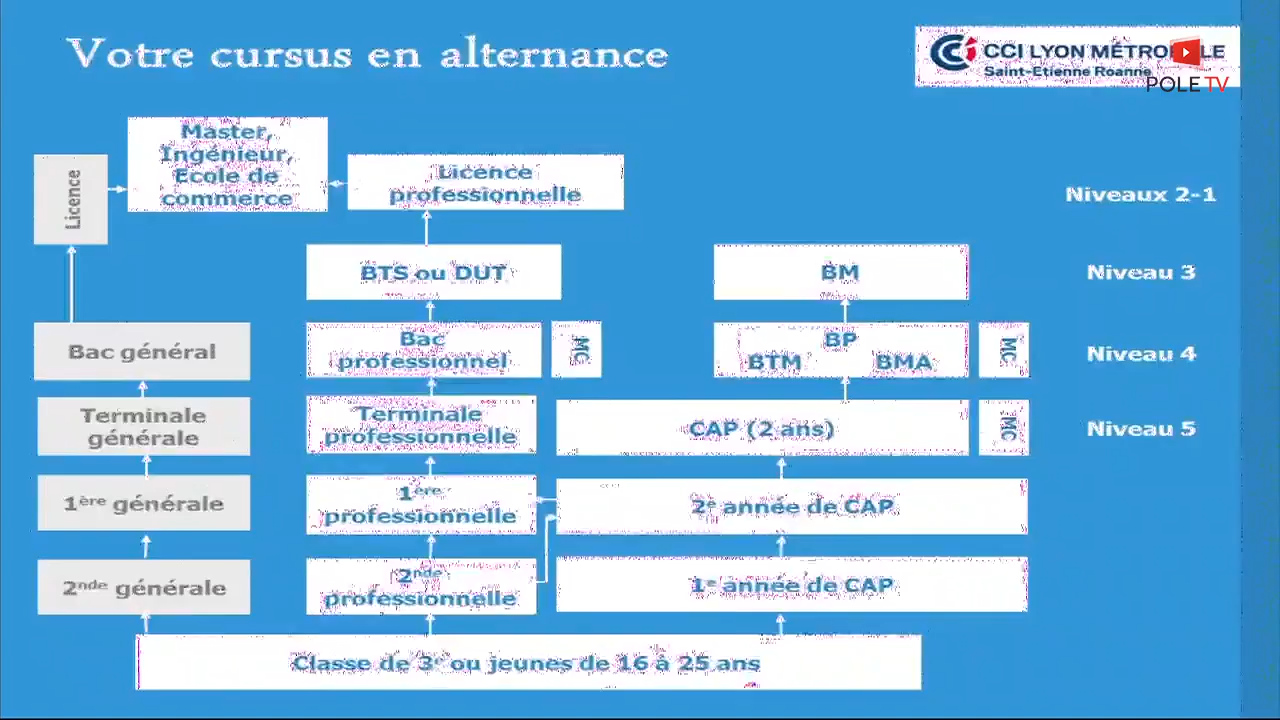 Votre cursus en alternance
CCI LYON MÉTROPOLE
Saint-Etienne Roanne
POLE TV
Master,
Ingénieur,
Ecole de
commerce
Licence
Licence
professionnelle
Niveaux 2-1
BTS ou DUT
BM
Niveau 3
Bac général
Bac
professionnel
MC
BP
BTM BMA
MC
Niveau 4
Terminale
générale
Terminale
professionnelle
CAP (2 ans)
MC
Niveau 5
1ère générale
1ère
professionnelle
2e année de CAP
2nde générale
2nde
professionnelle
1e année de CAP
Classe de 3e ou jeunes de 16 à 25 ans